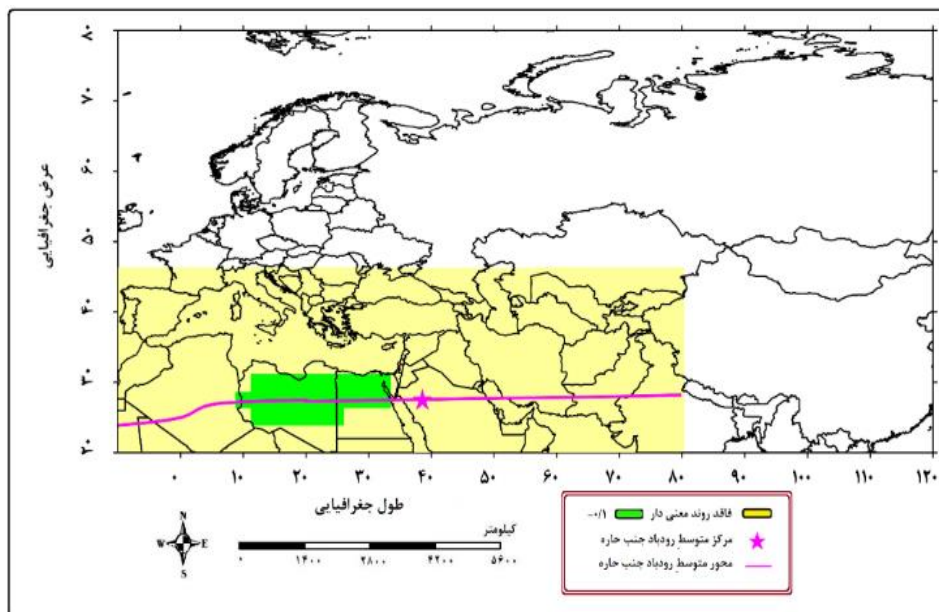 ۸۰
۷۰
۶۰
۵۰
۴۰
۳۰
۲۰
عرض جغرافیایی
۰ ۱۰ ۲۰ ۳۰ ۴۰ ۵۰ ۶۰ ۷۰ ۸۰ ۹۰ ۱۰۰ ۱۱۰ ۱۲۰
طول جغرافیایی
کیلومتر
۰ ۱۴۰۰ ۲۸۰۰ ۴۲۰۰ ۵۶۰۰
N
W E
S
فاقد روند معنی دار
-۰/۱
مرکز متوسط رودباد جنب حاره
محور متوسط رودباد جنب حاره